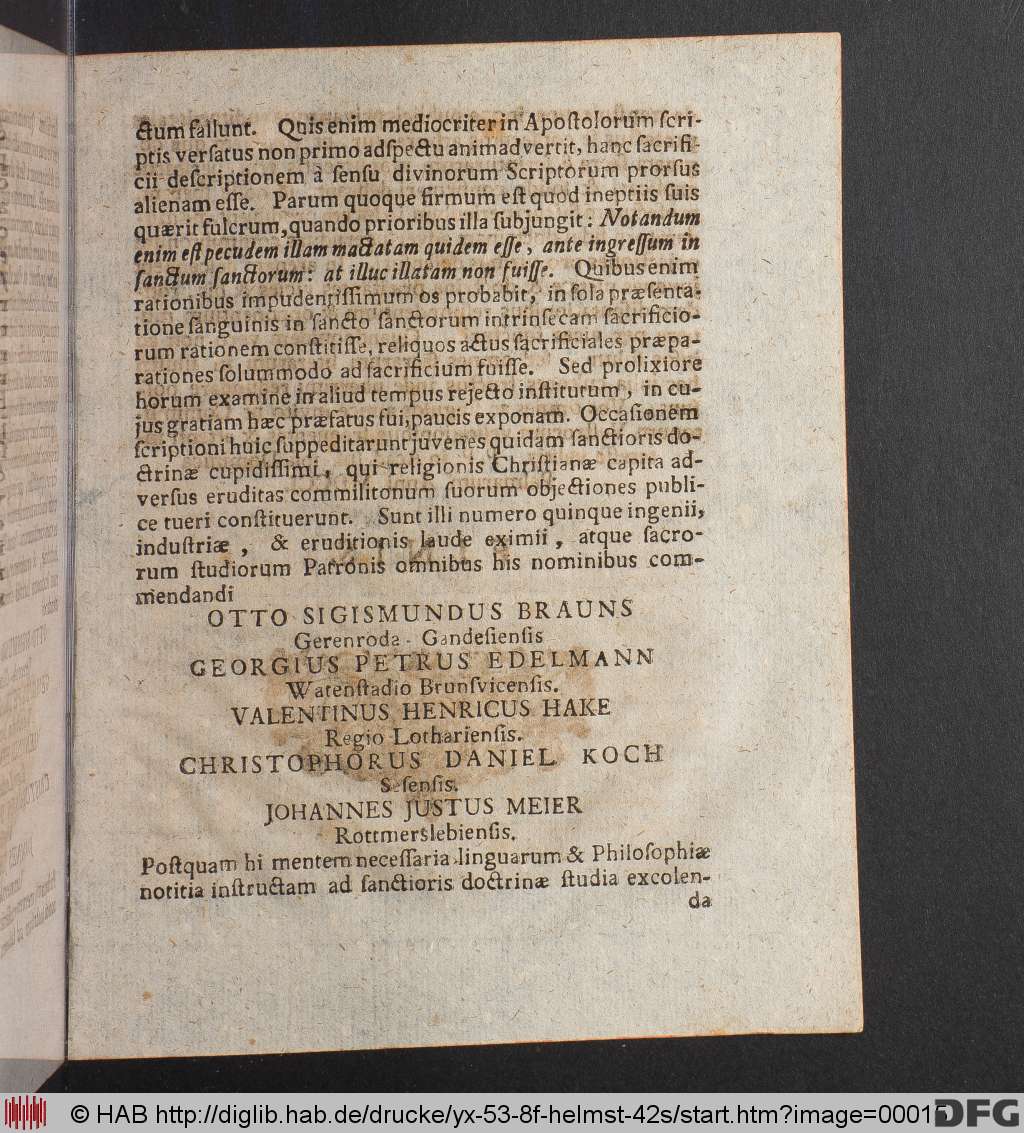 ctum fallunt. Quis enim mediocriter in Apoſtolorum ſcri-
ptis verſatus non primo adſpectu animadvertit, hanc ſacrifi-
cii deſcriptionem à ſenſu divinorum Scriptorum prorſus
alienam eſſe. Parum quoque firmum eſt quod ineptiis ſuis
quærit fulcrum, quando prioribus illa ſubjungit: Notandum
enim eſt pecudem illam mactatam quidem eſſe, ante ingreſſum in
ſanctum ſanctorum: at illuc illatam non fuiſſe. Quibus enim
rationibus impudentiſſimum os probabit, in ſola præſenta-
tione ſanguinis in ſancto ſanctorum intrinſecam ſacrificio-
rum rationem conſtitiſſe, reliquos actus ſacrificiales præpa-
rationes ſolummodo ad ſacrificium fuiſſe. Sed prolixiore
horum examine in aliud tempus rejecto inſtitutum, in cu-
jus gratiam hæc præfatus fui, paucis exponam. Occaſionem
ſcriptioni huic ſuppeditarunt juvenes quidam ſanctioris do-
ctrinæ cupidiſſimi, qui religionis Chriſtianæ capita ad-
verſus eruditas commilitonum ſuorum objectiones publi-
ce tueri conſtituerunt. Sunt illi numero quinque ingenii,
induſtriæ, & eruditionis laude eximii, atque ſacro-
rum ſtudiorum Patronis omnibus his nominibus com-
mendandi
OTTO SIGISMUNDUS BRAUNS
Gerenroda-Gandeſienſis
GEORGIUS PETRUS EDELMANN
Watenſtadio Brunſvicenſis.
VALENTINUS HENRICUS HAKE
Regio Lotharienſis.
CHRISTOPHORUS DANIEL KOCH
Seſenſis.
JOHANNES JUSTUS MEIER
Rottmerslebienſis.
Poſtquam hi mentem neceſſaria linguarum & Philoſophiæ
notitia inſtructam ad ſanctioris doctrinæ ſtudia excolen-
da
© HAB http://diglib.hab.de/drucke/yx-53-8f-helmst-42s/start.htm?image=00015
DFG